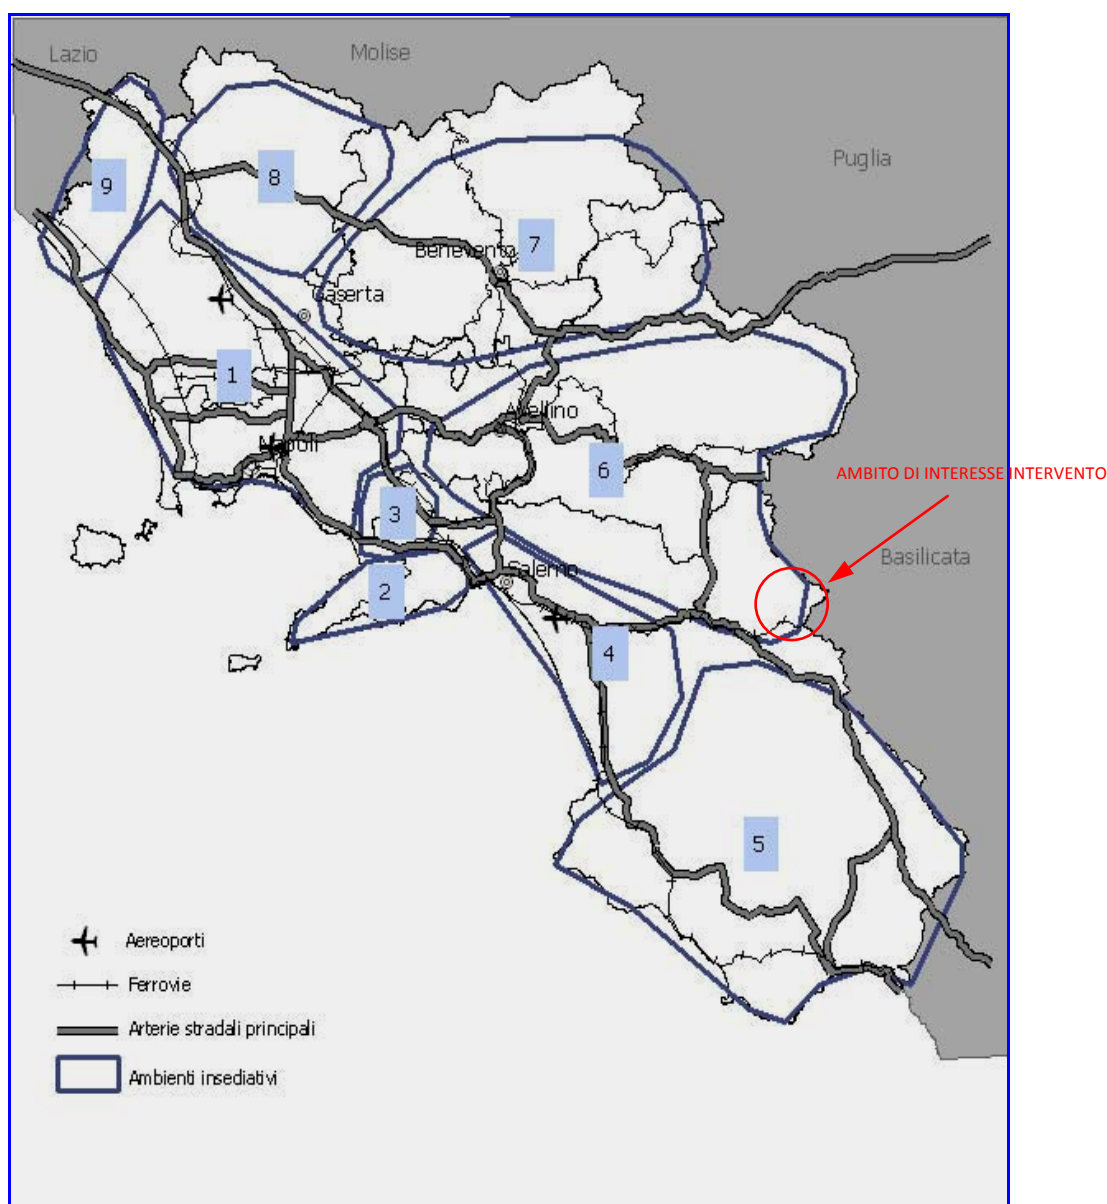 Lazio
Molise
Puglia
9
8
7
Benevento
Caserta
1
Avellino
Napoli
6
AMBITO DI INTERESSE INTERVENTO
3
Basilicata
Salerno
2
4
5
Aereoporti
Ferrovie
Arterie stradali principali
Ambienti insediativi